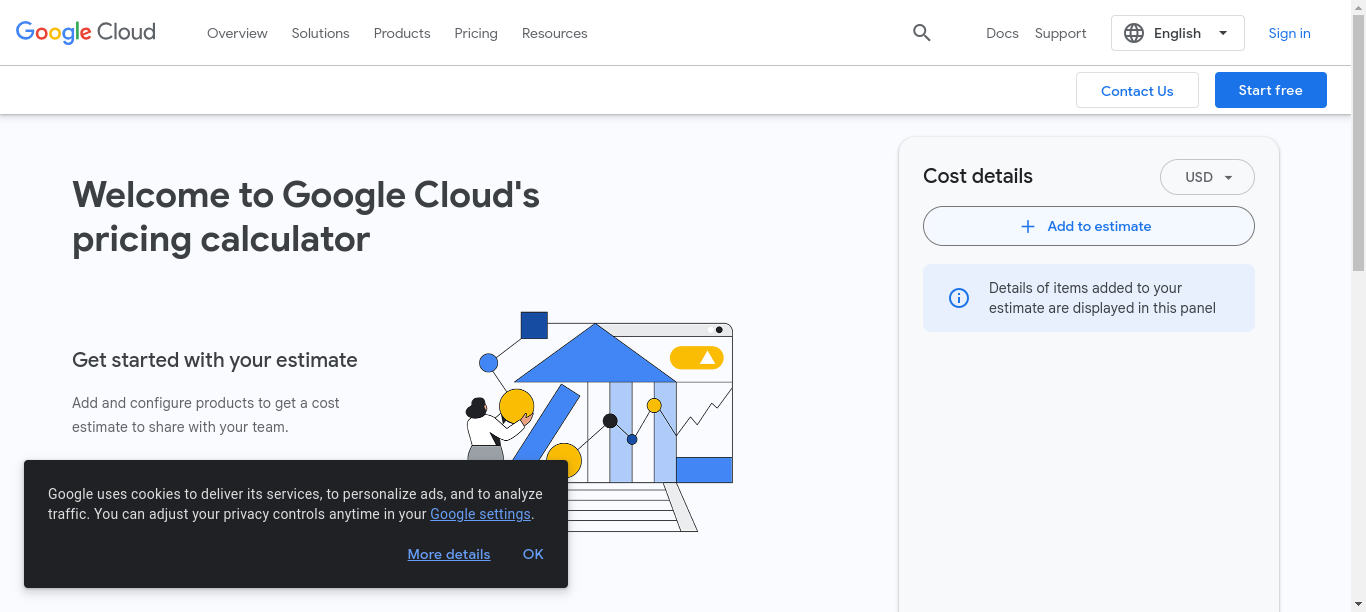 Google Cloud
Overview
Solutions
Products
Pricing
Resources
Docs
Support
English
Sign in
Contact Us
Start free
Welcome to Google Cloud's
pricing calculator
Get started with your estimate
Add and configure products to get a cost
estimate to share with your team.
Cost details
USD
Add to estimate
Details of items added to your
estimate are displayed in this panel
Google uses cookies to deliver its services, to personalize ads, and to analyze
traffic. You can adjust your privacy controls anytime in your Google settings.
More details
OK